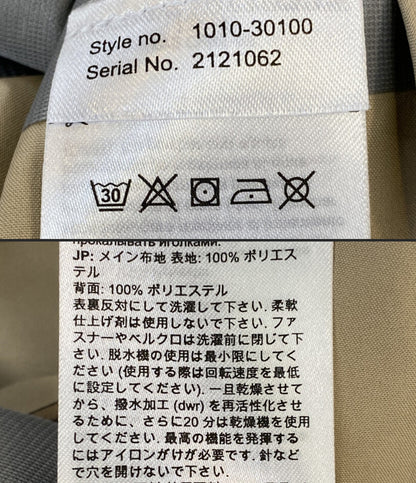 Style no. 1010-30100
Serial No. 2121062
30
прокалывать иголками.
JP: メイン布地 表地: 100% ポリエス
テル
背面: 100% ポリエステル
表裏反対にして洗濯して下さい. 柔軟
仕上げ剤は使用しないで下さい. ファ
スナーやベルクロは洗濯前に閉じて下
さい. 脱水機の使用は最小限にしてく
ださい (使用する際は回転速度を最低
に設定してください). 一旦乾燥させて
から、撥水加工 (dwr) を再活性化させ
るために、さらに20 分は乾燥機を使用
してください. 最高の機能を発揮する
にはアイロンがけが必要です. 針など
で穴を開けないで下さい.